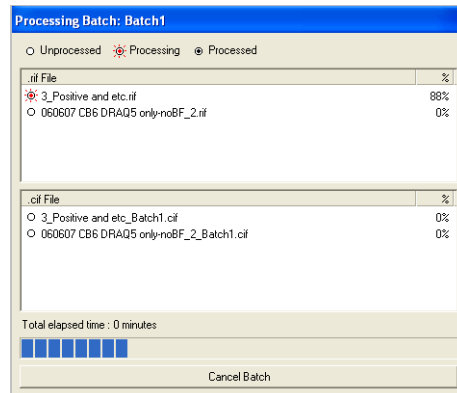 Processing Batch: Batch1
Unprocessed Processing Processed
.rif File %
3_Positive and etc.rif 88%
060607 CB6 DRAQ5 only-noBF_2.rif 0%
.cif File %
3_Positive and etc_Batch1.cif 0%
060607 CB6 DRAQ5 only-noBF_2_Batch1.cif 0%
Total elapsed time : 0 minutes
Cancel Batch